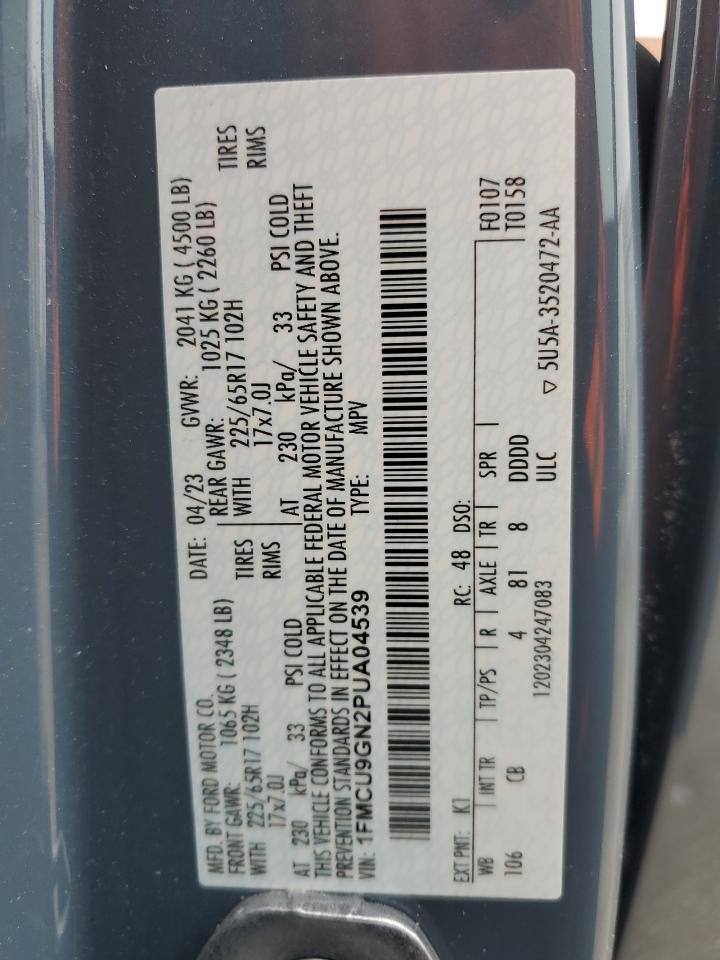 MFD. BY FORD MOTOR CO. DATE: 04/23 GVWR: 2041 KG ( 4500 LB)
FRONT GAWR: 1065 KG ( 2348 LB) REAR GAWR: 1025 KG ( 2260 LB)
WITH 225/65R17 102H TIRES WITH 225/65R17 102H TIRES
17x7.0J RIMS 17x7.0J RIMS
AT 230 kPa/ 33 PSI COLD AT 230 kPa/ 33 PSI COLD
THIS VEHICLE CONFORMS TO ALL APPLICABLE FEDERAL MOTOR VEHICLE SAFETY AND THEFT
PREVENTION STANDARDS IN EFFECT ON THE DATE OF MANUFACTURE SHOWN ABOVE.
VIN: 1FMCU9GN2PUA04539 TYPE: MPV
EXT PNT: K1 RC: 48 DSO: F0107
WB INT TR TP/PS R AXLE TR SPR T0158
106 CB 4 81 8 DDDD
1202304247083 ULC ▽ 5U5A-3520472-AA